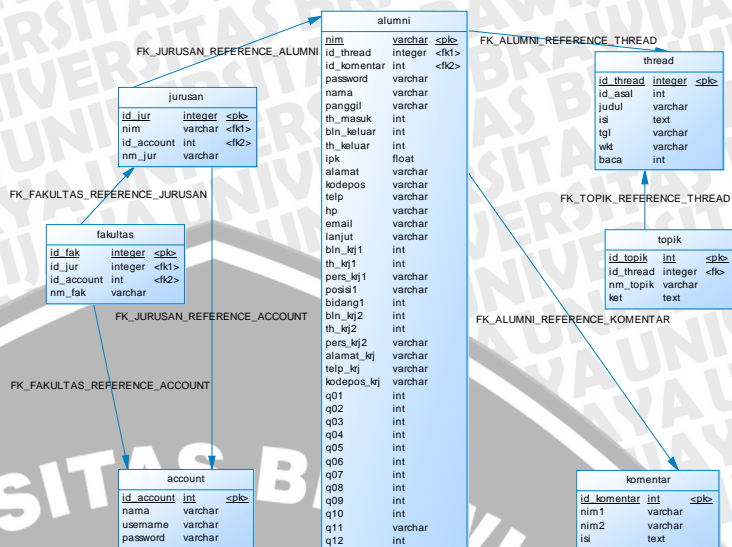 alumni
nim varchar <pk>
id_thread integer <fk1>
id_komentar int <fk2>
password varchar
nama varchar
panggil varchar
th_masuk int
bln_keluar int
th_keluar int
ipk float
alamat varchar
kodepos varchar
telp varchar
hp varchar
email varchar
lanjut varchar
bln_krj1 int
th_krj1 int
pers_krj1 varchar
posisi1 varchar
bidang1 int
bln_krj2 int
th_krj2 int
pers_krj2 varchar
alamat_krj varchar
telp_krj varchar
kodepos_krj varchar
q01 int
q02 int
q03 int
q04 int
q05 int
q06 int
q07 int
q08 int
q09 int
q10 int
q11 varchar
q12 int
FK_JURUSAN_REFERENCE_ALUMNI
FK_ALUMNI_REFERENCE_THREAD
thread
id_thread integer <pk>
id_asal int
judul varchar
isi text
tgl varchar
wkt varchar
baca int
jurusan
id_jur integer <pk>
nim varchar <fk1>
id_account int <fk2>
nm_jur varchar
FK_FAKULTAS_REFERENCE_JURUSAN
FK_TOPIK_REFERENCE_THREAD
fakultas
id_fak integer <pk>
id_jur integer <fk1>
id_account int <fk2>
nm_fak varchar
topik
id_topik int <pk>
id_thread integer <fk>
nm_topik varchar
ket text
FK_JURUSAN_REFERENCE_ACCOUNT
FK_ALUMNI_REFERENCE_KOMENTAR
FK_FAKULTAS_REFERENCE_ACCOUNT
account
id_account int <pk>
nama varchar
username varchar
password varchar
komentar
id_komentar int <pk>
nim1 varchar
nim2 varchar
isi text
SITAS B